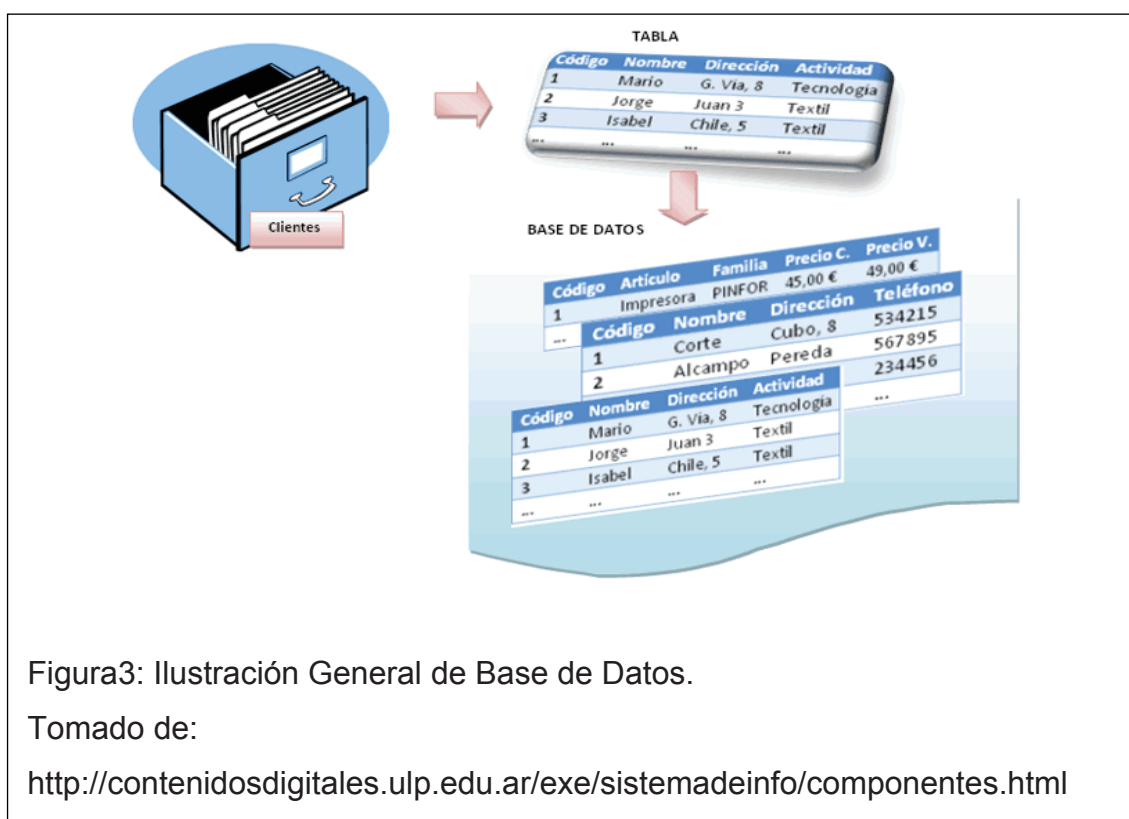 TABLA
Código Nombre Dirección Actividad
1 Mario G. Vía, 8 Tecnología
2 Jorge Juan 3 Textil
3 Isabel Chile, 5 Textil
... ... ... ...
Clientes
BASE DE DATOS
Código Artículo Familia Precio C. Precio V.
1 Impresora PINFOR 45,00 € 49,00 €
...
Código Nombre Dirección Teléfono
1 Corte Cubo, 8 534215
2 Alcampo Pereda 567895
234456
...
Código Nombre Dirección Actividad
1 Mario G. Vía, 8 Tecnología
2 Jorge Juan 3 Textil
3 Isabel Chile, 5 Textil
... ... ... ...
Figura3: Ilustración General de Base de Datos.
Tomado de:
http://contenidosdigitales.ulp.edu.ar/exe/sistemadeinfo/componentes.html